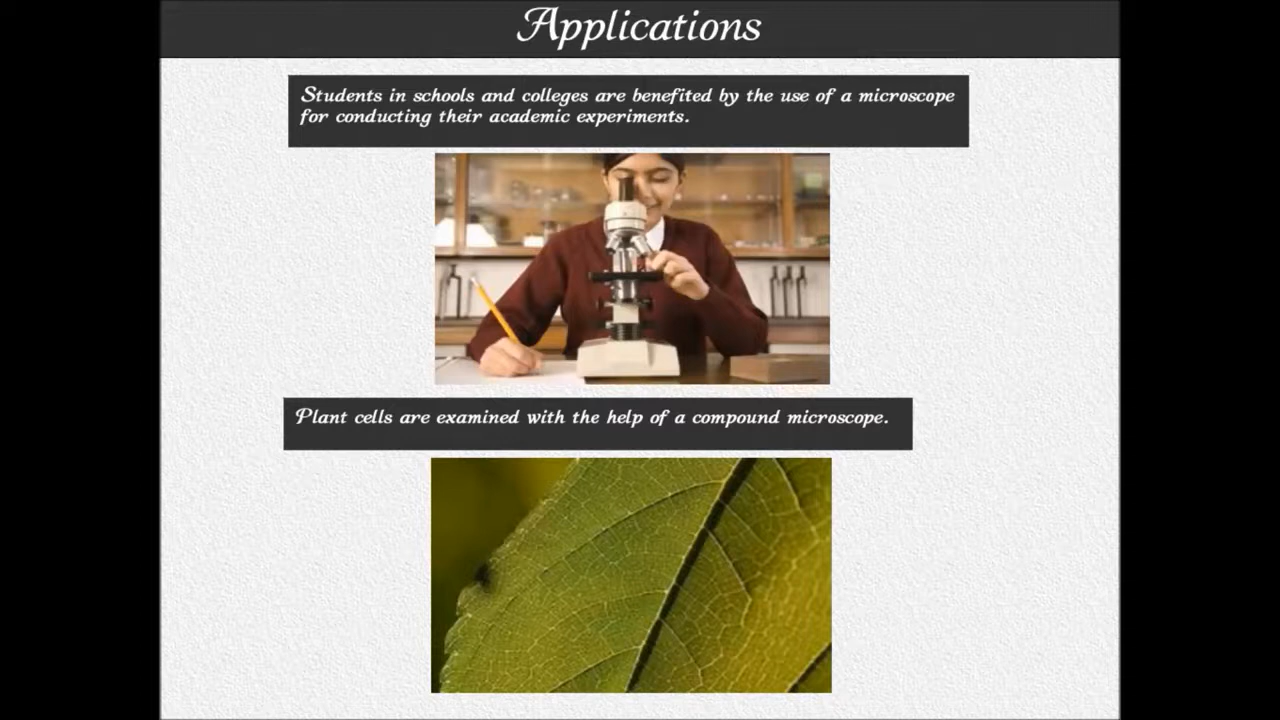 Applications
Students in schools and colleges are benefited by the use of a microscope
for conducting their academic experiments.
Plant cells are examined with the help of a compound microscope.